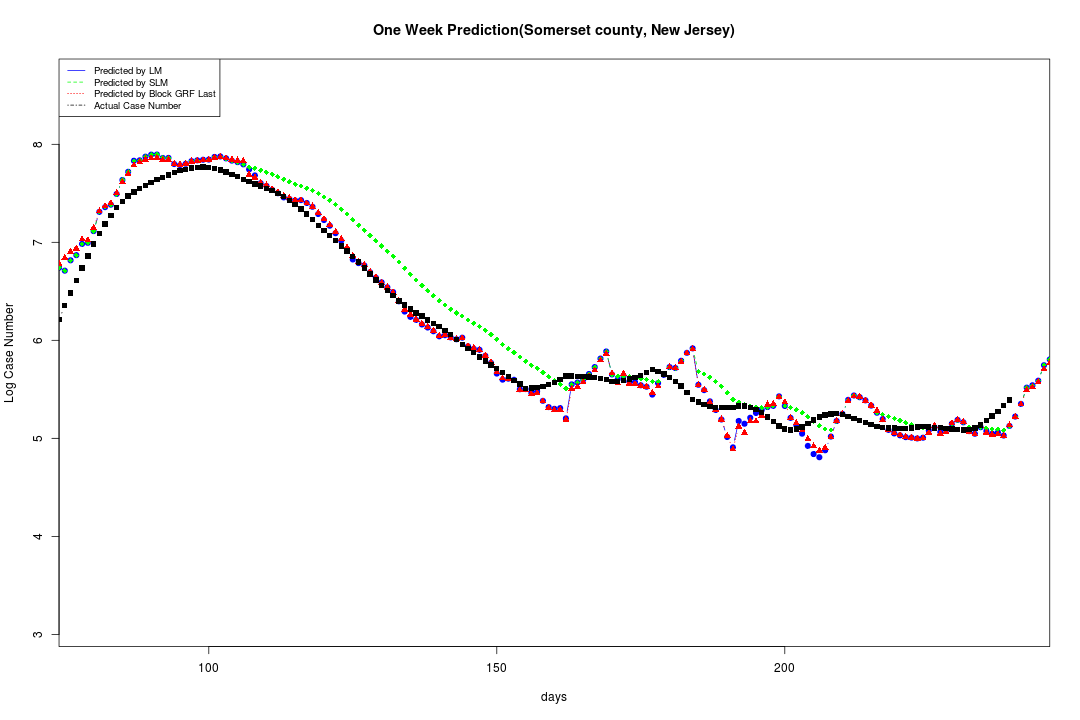 One Week Prediction(Somerset county, New Jersey)
Predicted by LM
Predicted by SLM
Predicted by Block GRF Last
Actual Case Number
Log Case Number
8
7
6
5
4
3
100 150 200
days